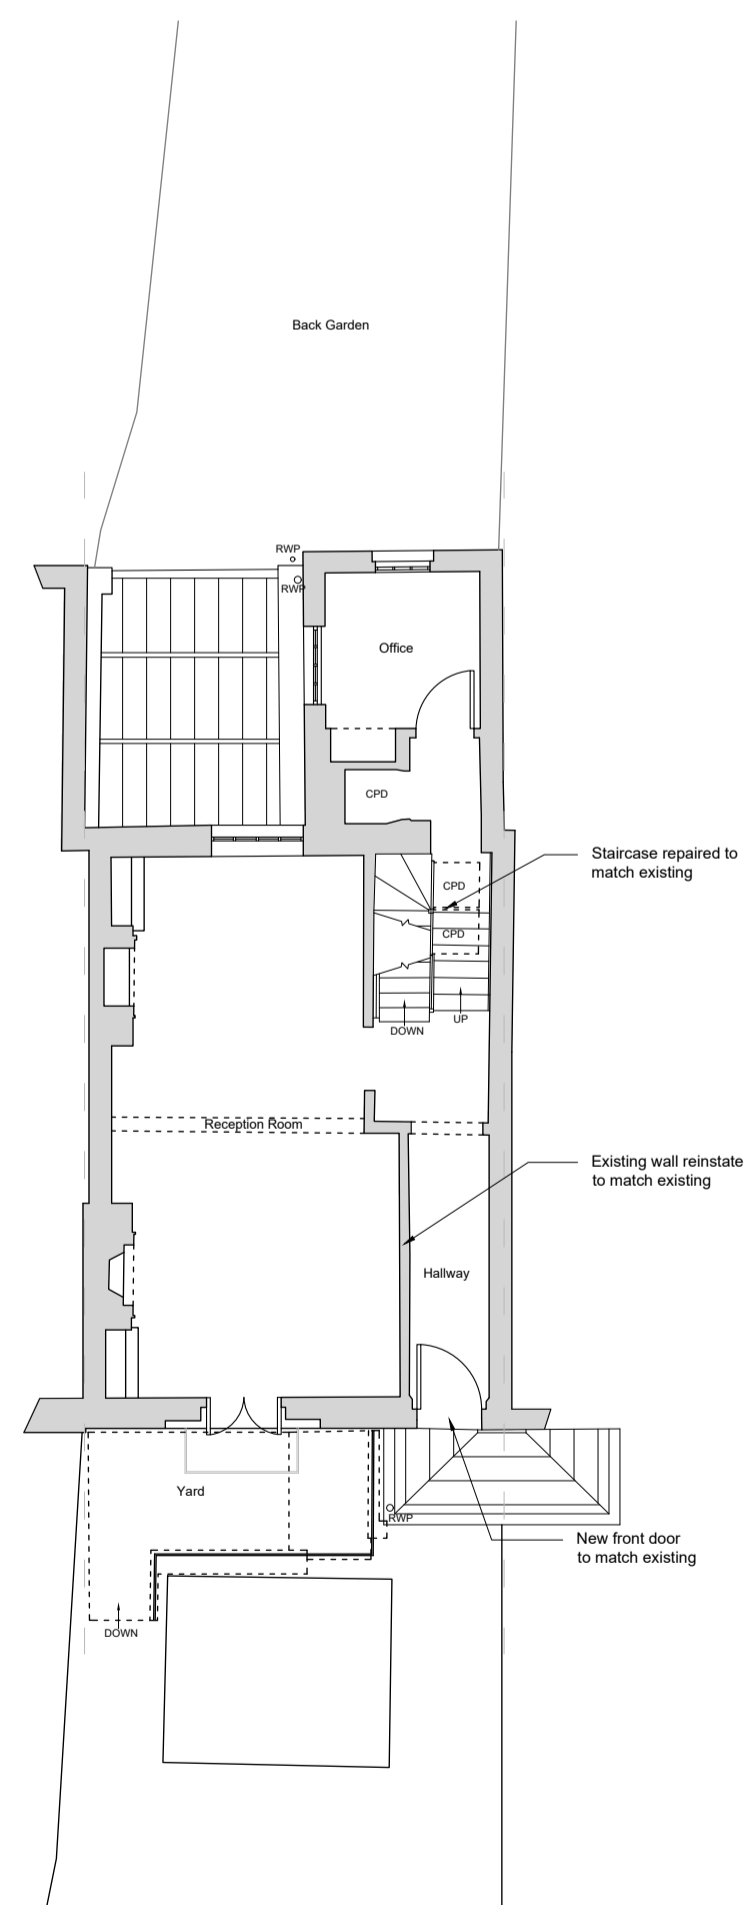 Back Garden
RWP
RWP
Office
CPD
Staircase repaired to
match existing
CPD
CPD
DOWN
UP
Reception Room
Existing wall reinstate
to match existing
Hallway
Yard
RWP
New front door
to match existing
DOWN